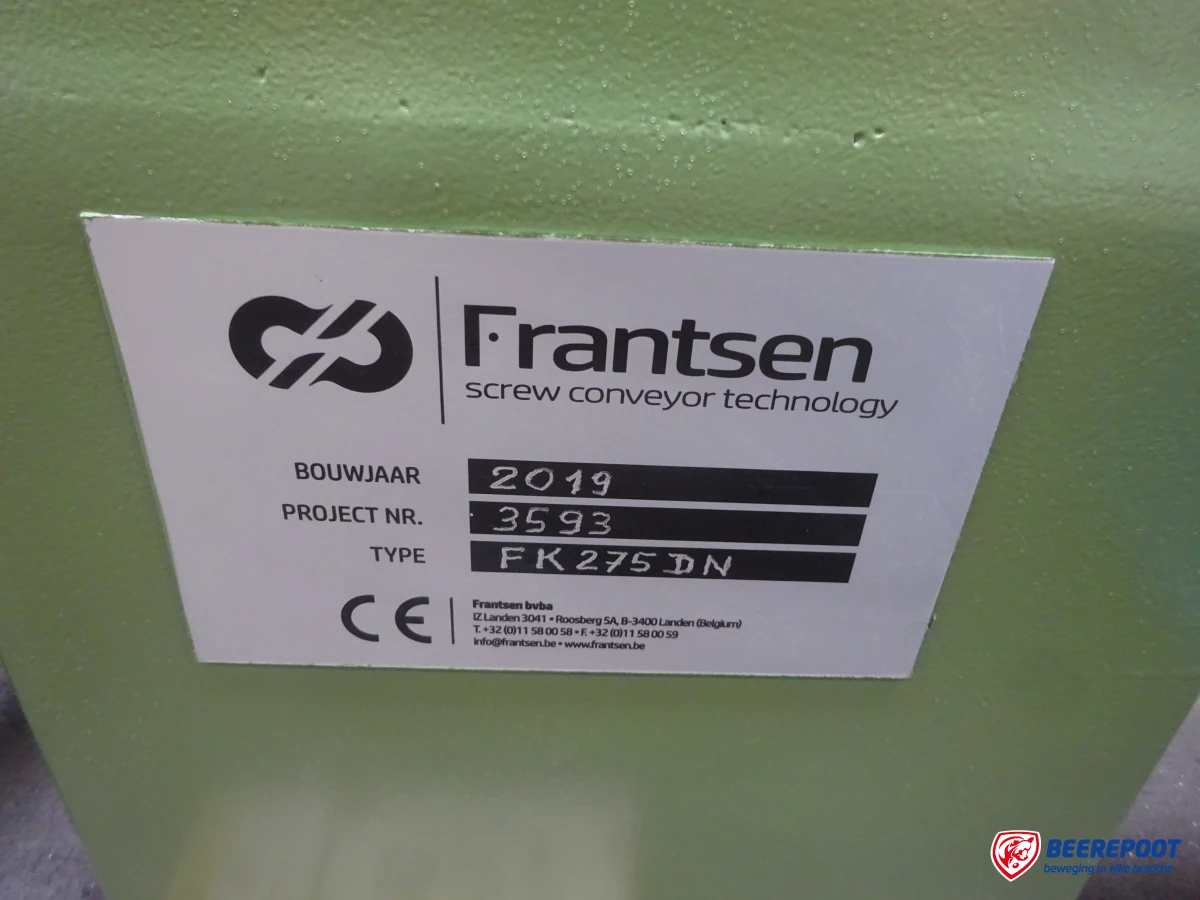 Frantsen
screw conveyor technology
BOUWJAAR 2019
PROJECT NR. 3593
TYPE FK275DN
CE
Frantsen bvba
IZ Landen 3041 • Roosberg 5A, B-3400 Landen (Belgium)
T. +32 (0)11 58 00 58 • F. +32 (0)11 58 00 59
info@frantsen.be • www.frantsen.be
BEEREPOOT
beweging in elke branche